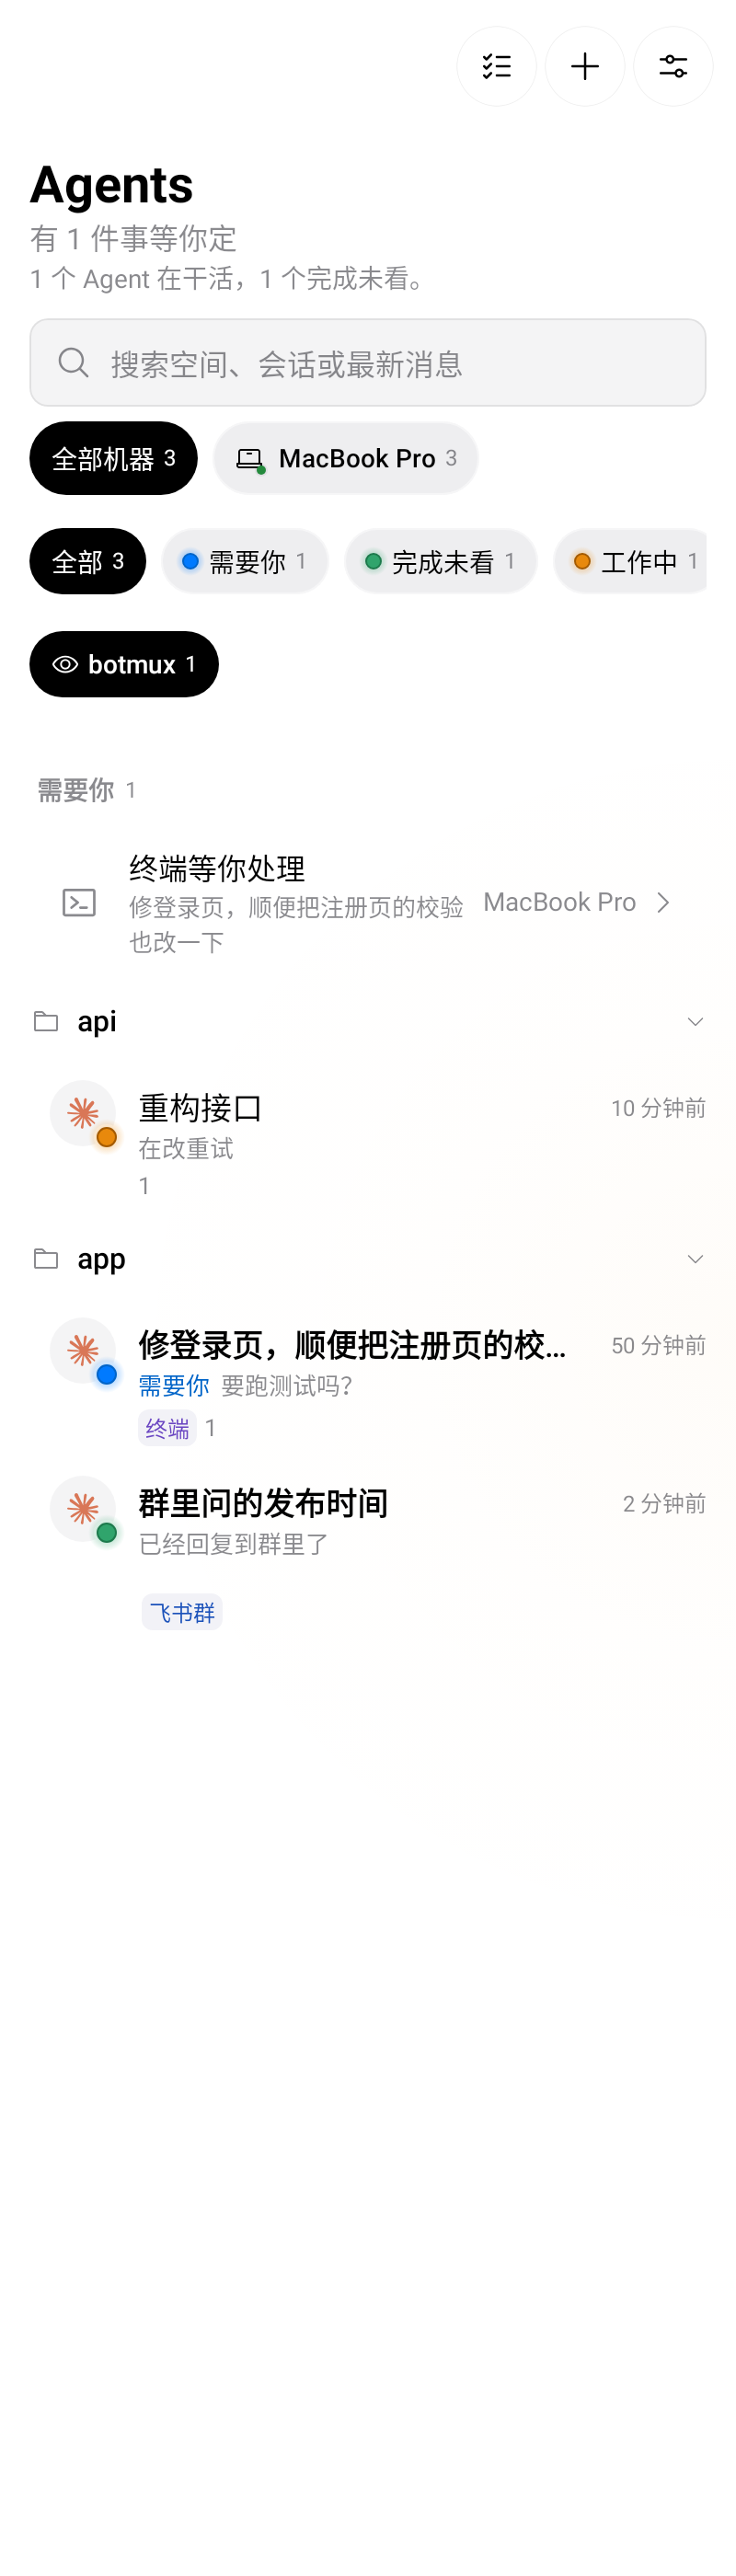 Agents
有 1 件事等你定
1 个 Agent 在干活，1 个完成未看。
搜索空间、会话或最新消息
全部机器 3
MacBook Pro 3
全部 3
需要你 1
完成未看 1
工作中 1
botmux 1
需要你 1
终端等你处理
修登录页，顺便把注册页的校验
也改一下
MacBook Pro
api
重构接口
10 分钟前
在改重试
1
app
修登录页，顺便把注册页的校...
50 分钟前
需要你 要跑测试吗？
终端 1
群里问的发布时间
2 分钟前
已经回复到群里了
飞书群